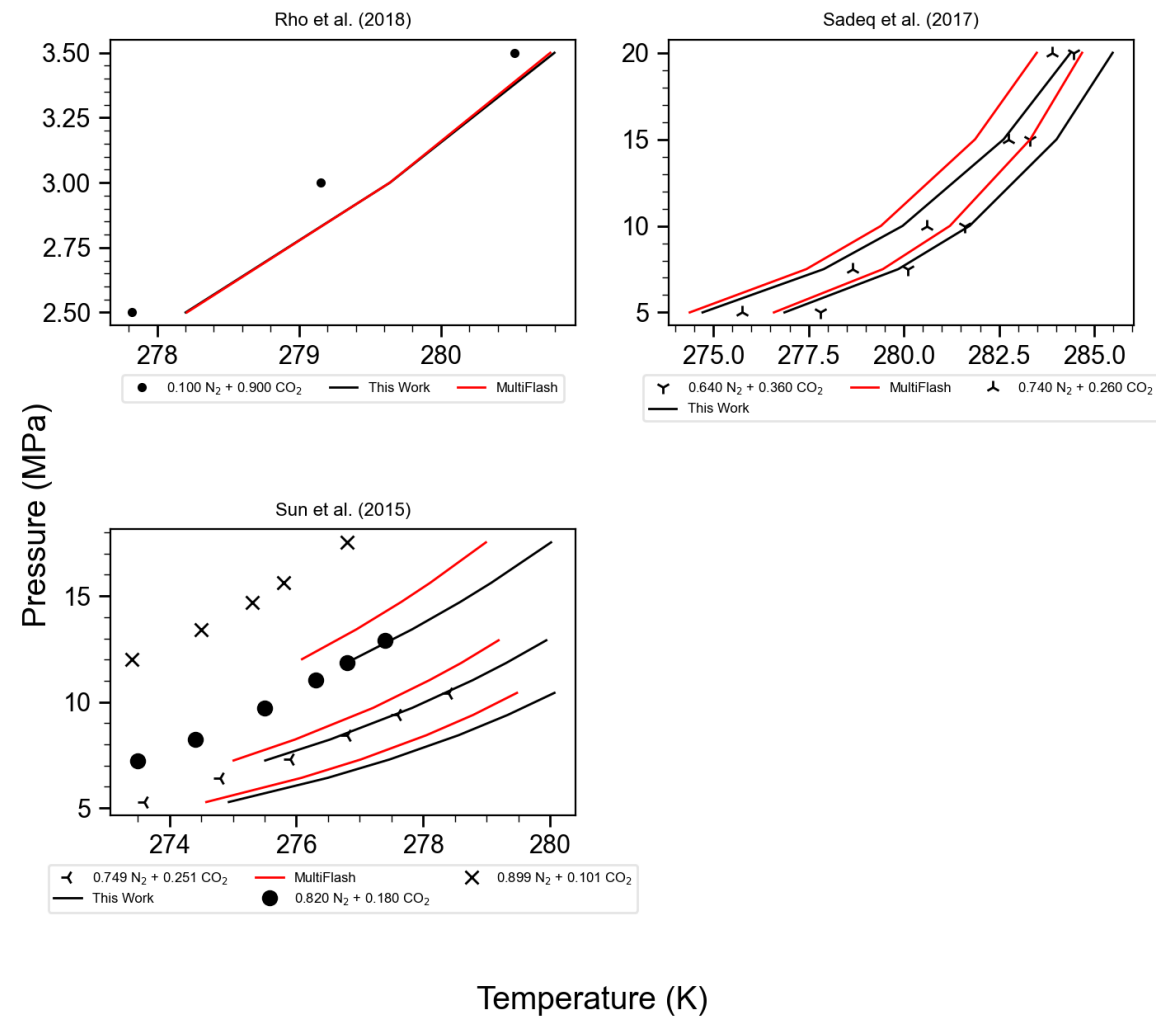 Rho et al. (2018)
3.50
3.25
3.00
2.75
2.50
278 279 280
0.100 N₂ + 0.900 CO₂ This Work MultiFlash
Sadeq et al. (2017)
20
15
10
5
275.0 277.5 280.0 282.5 285.0
0.640 N₂ + 0.360 CO₂ MultiFlash 0.740 N₂ + 0.260 CO₂
This Work
Pressure (MPa)
Sun et al. (2015)
15
10
5
274 276 278 280
0.749 N₂ + 0.251 CO₂ MultiFlash 0.899 N₂ + 0.101 CO₂
This Work 0.820 N₂ + 0.180 CO₂
Temperature (K)